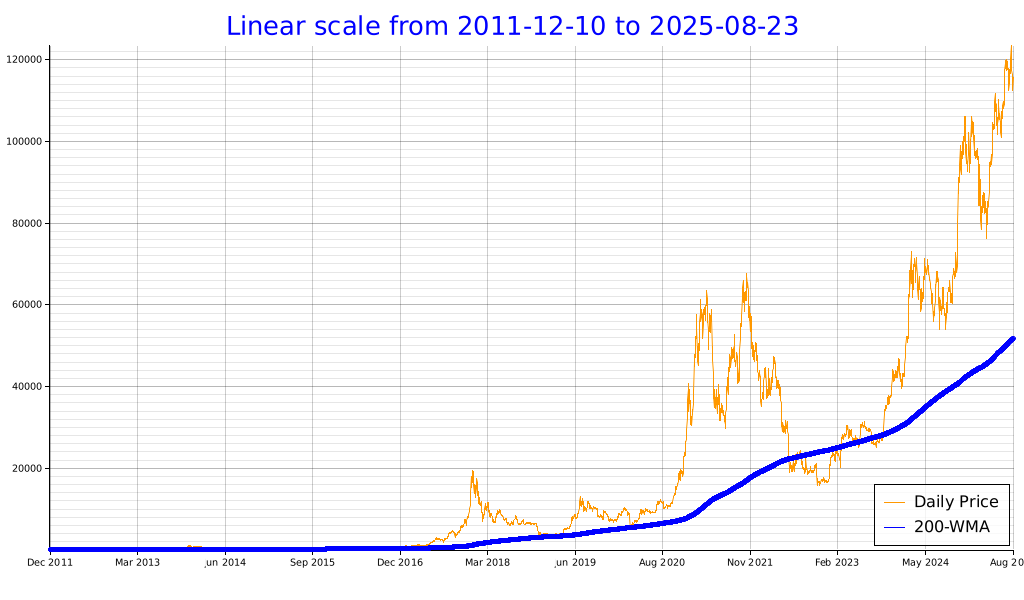 Linear scale from 2011-12-10 to 2025-08-23
120000
100000
80000
60000
40000
20000
Daily Price
200-WMA
Dec 2011 Mar 2013 Jun 2014 Sep 2015 Dec 2016 Mar 2018 Jun 2019 Aug 2020 Nov 2021 Feb 2023 May 2024 Aug 20